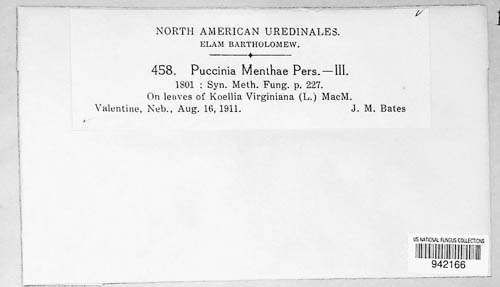 NORTH AMERICAN UREDINALES.
ELAM BARTHOLOMEW.
458. Puccinia Menthae Pers.—III.
1801 : Syn. Meth. Fung. p. 227.
On leaves of Koellia Virginiana (L.) MacM.
Valentine, Neb., Aug. 16, 1911. J. M. Bates
US NATIONAL FUNGUS COLLECTIONS
942166